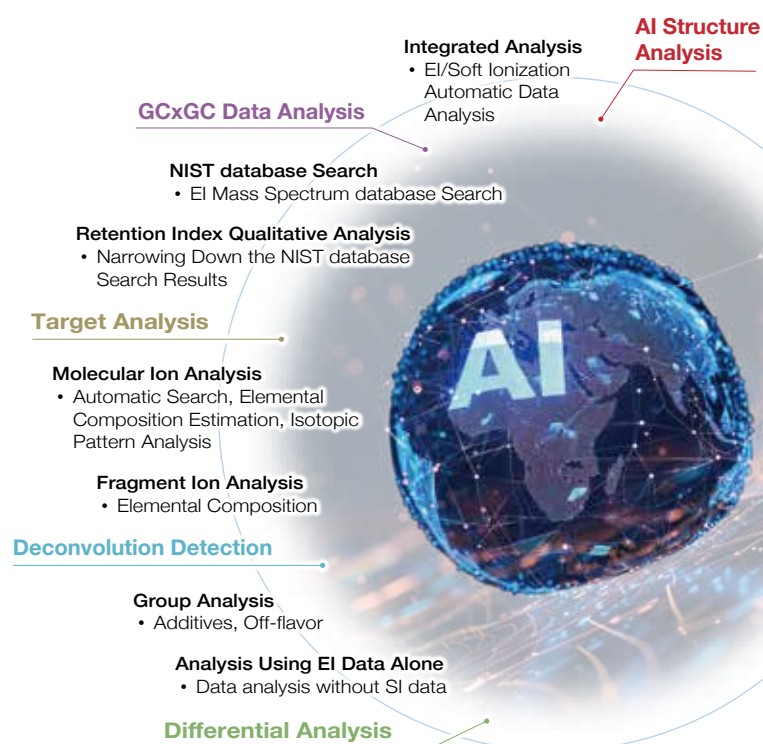 AI Structure
Analysis
Integrated Analysis
• EI/Soft Ionization
Automatic Data
Analysis
GCxGC Data Analysis
NIST database Search
• EI Mass Spectrum database Search
Retention Index Qualitative Analysis
• Narrowing Down the NIST database
Search Results
Target Analysis
Molecular Ion Analysis
• Automatic Search, Elemental
Composition Estimation, Isotopic
Pattern Analysis
Fragment Ion Analysis
• Elemental Composition
Deconvolution Detection
Group Analysis
• Additives, Off-flavor
Analysis Using EI Data Alone
• Data analysis without SI data
Differential Analysis
AI